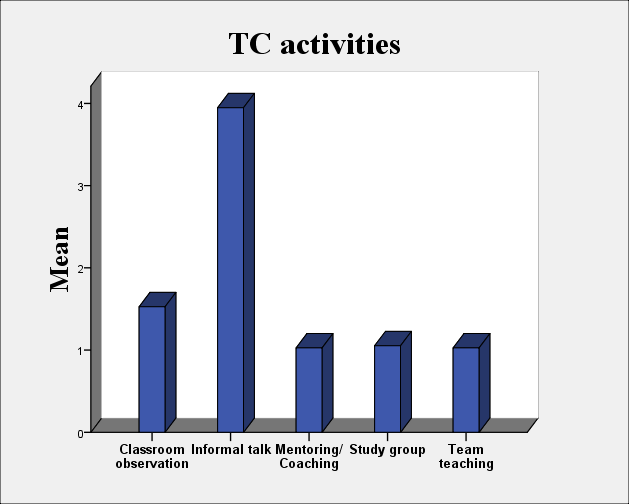 TC activities
Mean
4
3
2
1
0
Classroom observation
Informal talk
Mentoring/
Coaching
Study group
Team
teaching